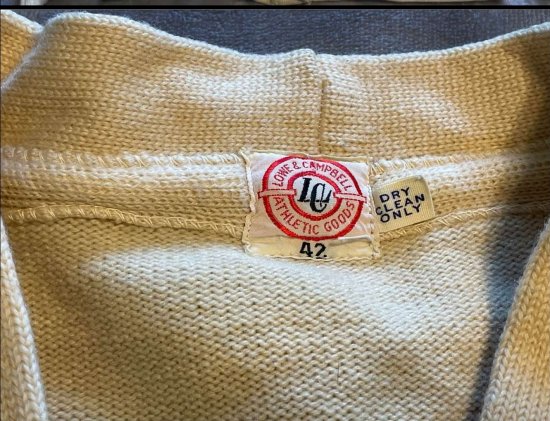 LOWE & CAMPBELL
LC
ATHLETIC GOODS
42
DRY
CLEAN
ONLY